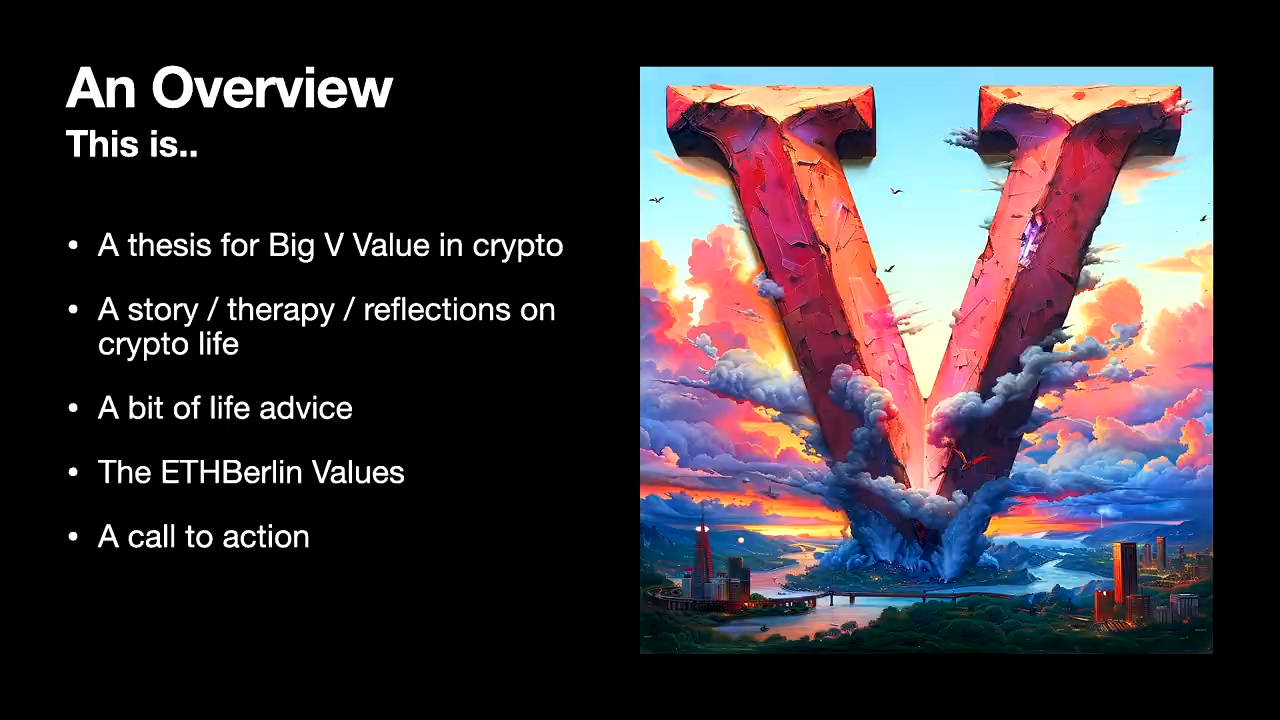 An Overview
This is..
• A thesis for Big V Value in crypto
• A story / therapy / reflections on
crypto life
• A bit of life advice
• The ETHBerlin Values
• A call to action
V